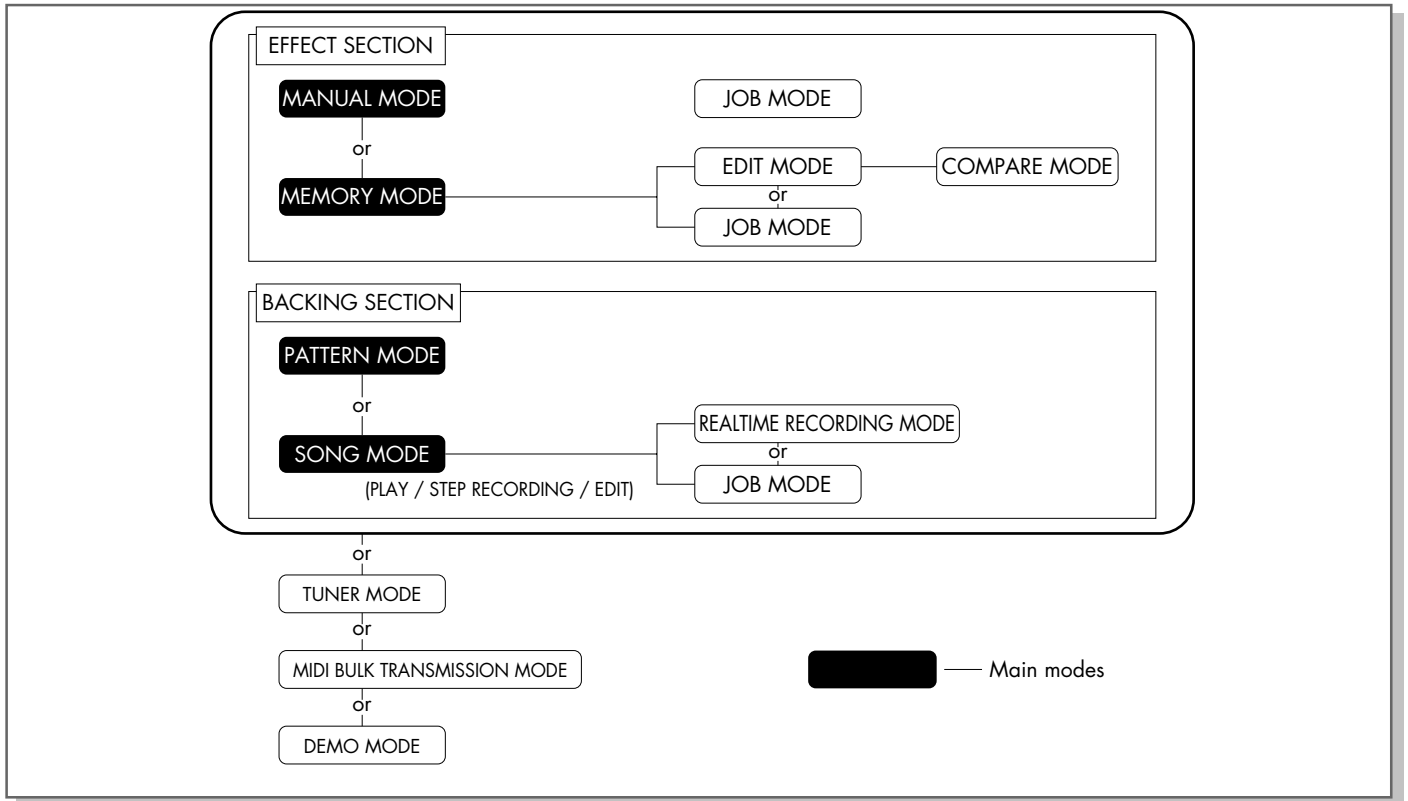 EFFECT SECTION
MANUAL MODE
JOB MODE
or
EDIT MODE
COMPARE MODE
MEMORY MODE
or
JOB MODE
BACKING SECTION
PATTERN MODE
or
REALTIME RECORDING MODE
SONG MODE
or
(PLAY / STEP RECORDING / EDIT)
JOB MODE
or
TUNER MODE
or
MIDI BULK TRANSMISSION MODE
Main modes
or
DEMO MODE